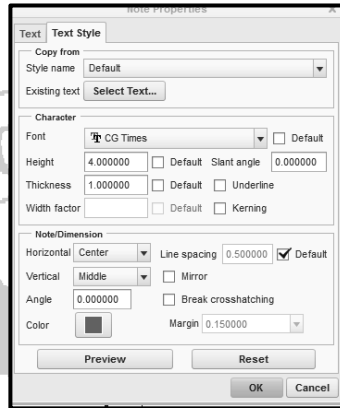 Note Properties
Text Text Style
Copy from
Style name Default
Existing text Select Text...
Character
Font CG Times Default
Height 4.000000 Default Slant angle 0.000000
Thickness 1.000000 Default Underline
Width factor Default Kerning
Note/Dimension
Horizontal Center Line spacing 0.500000 Default
Vertical Middle Mirror
Angle 0.000000 Break crosshatching
Color Margin 0.150000
Preview Reset
OK Cancel